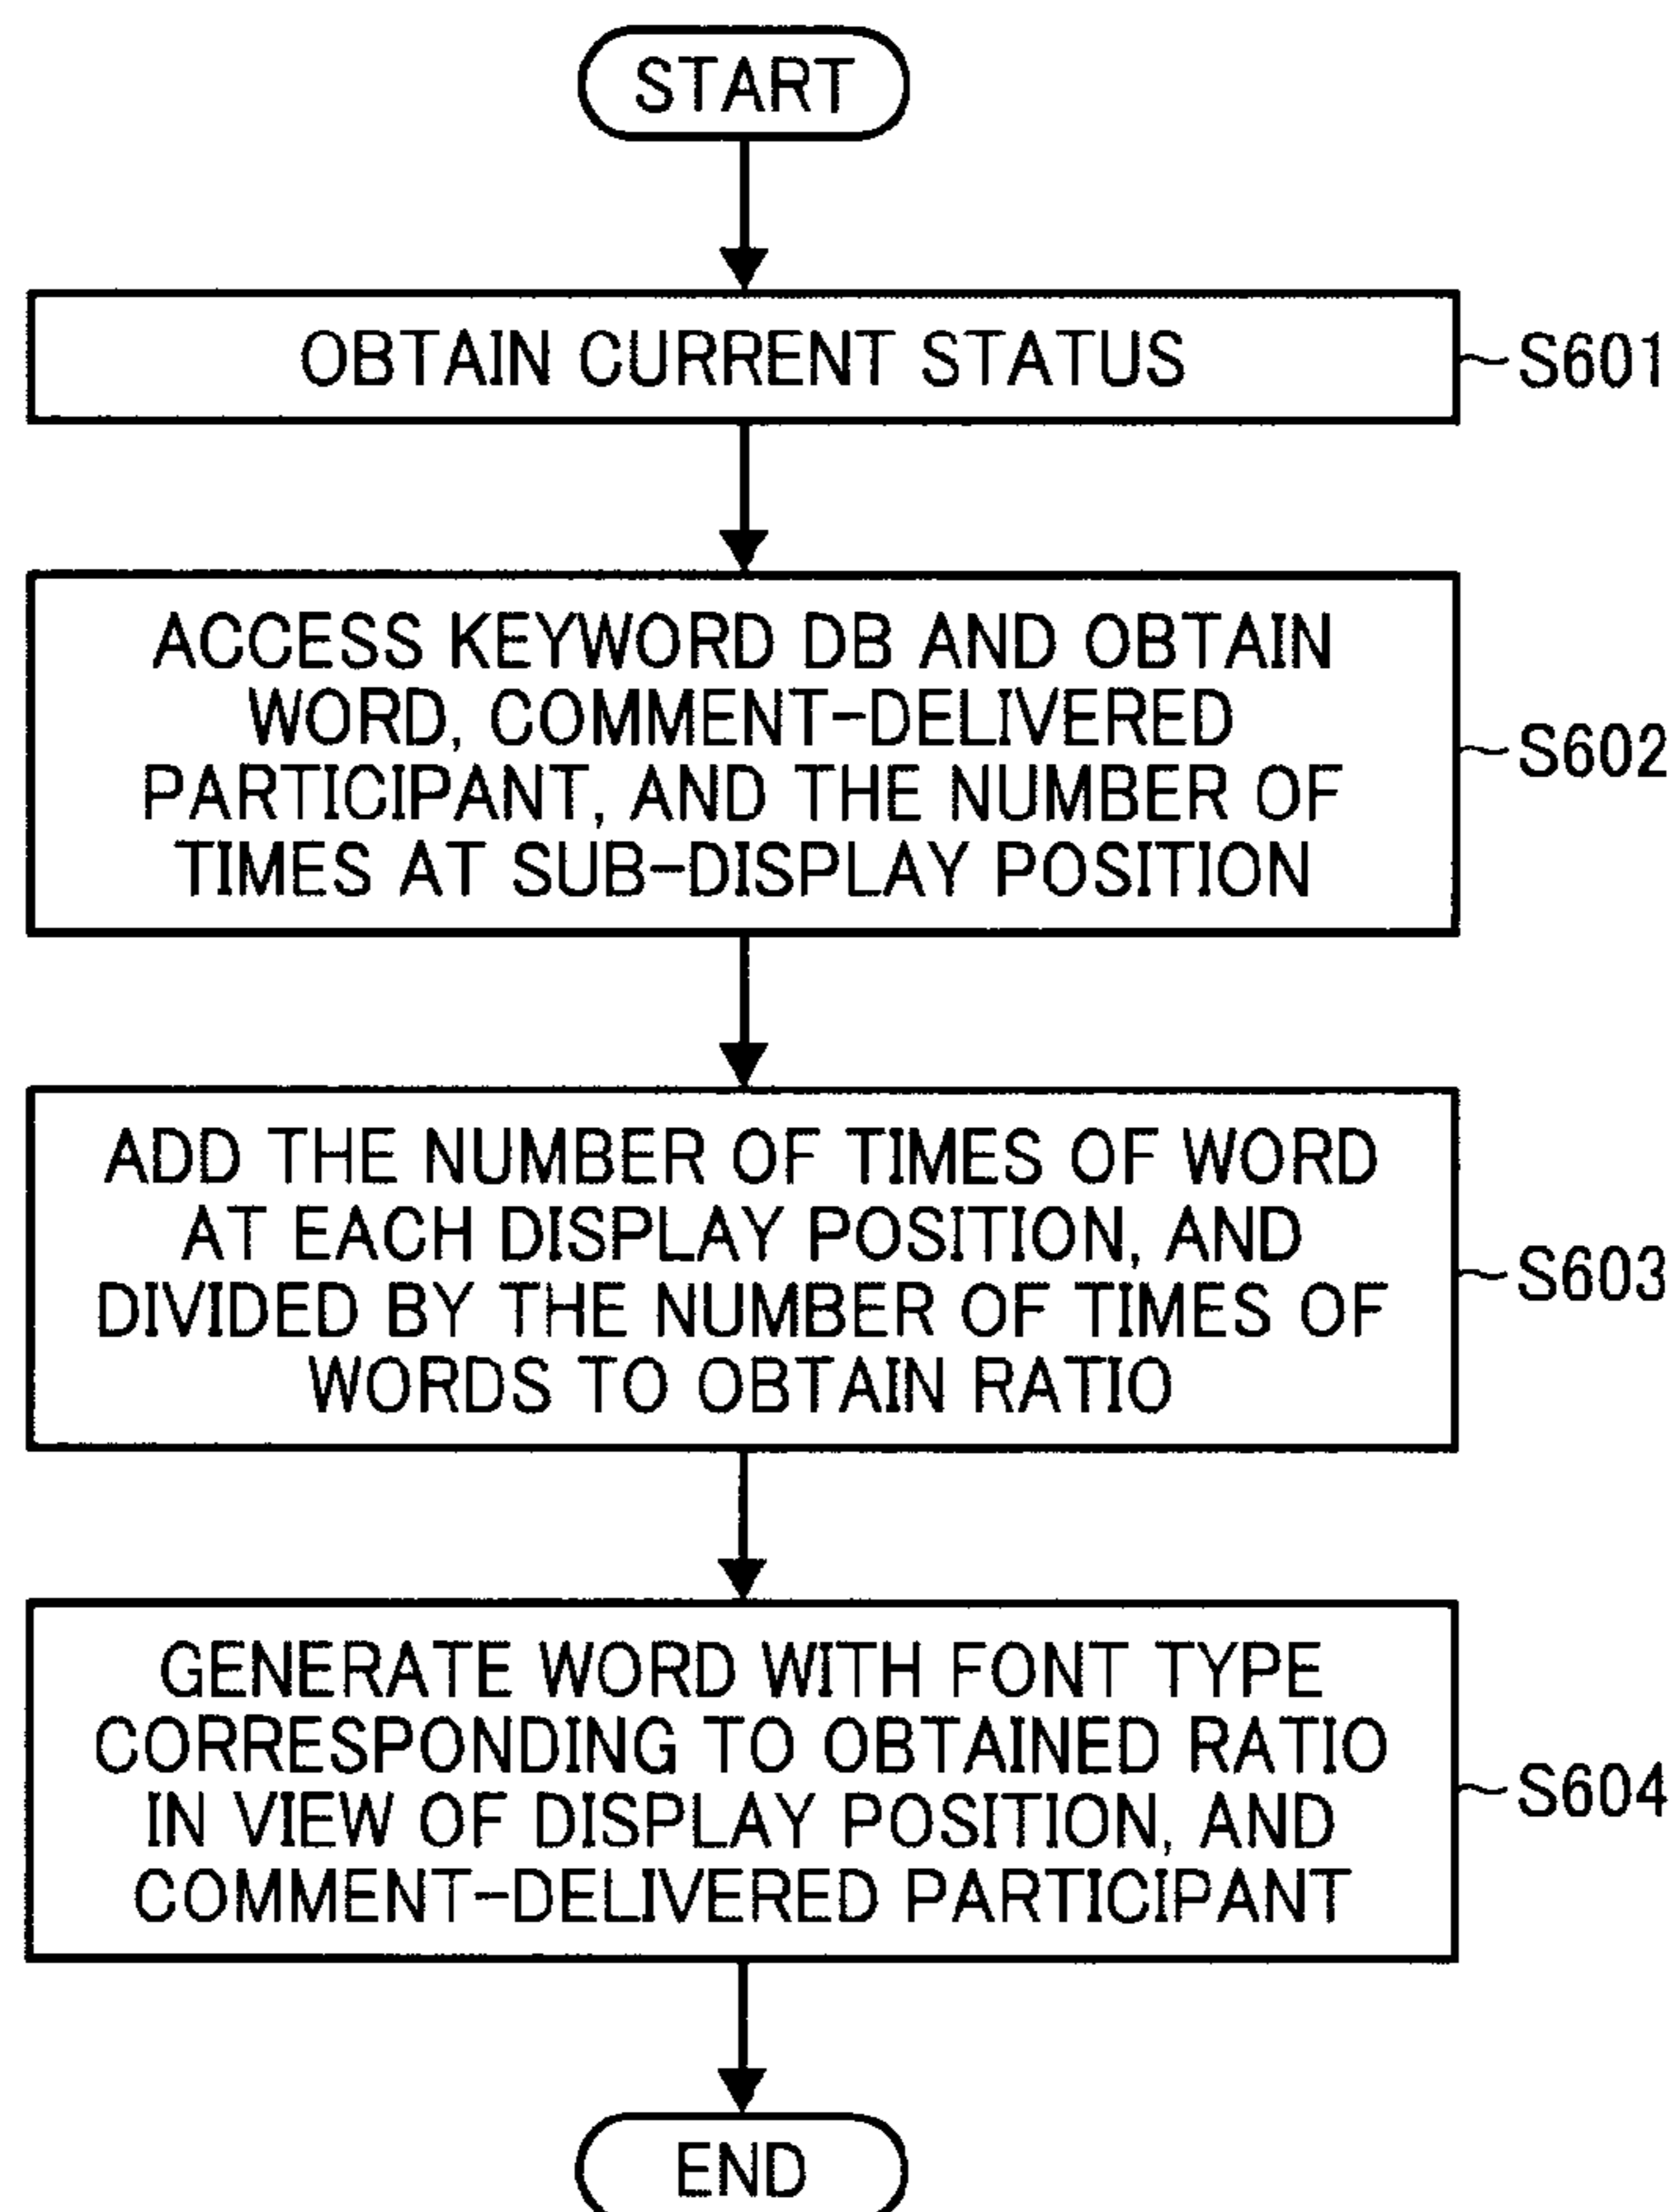 START
OBTAIN CURRENT STATUS
S601
ACCESS KEYWORD DB AND OBTAIN
WORD, COMMENT-DELIVERED
PARTICIPANT, AND THE NUMBER OF
TIMES AT SUB-DISPLAY POSITION
S602
ADD THE NUMBER OF TIMES OF WORD
AT EACH DISPLAY POSITION, AND
DIVIDED BY THE NUMBER OF TIMES OF
WORDS TO OBTAIN RATIO
S603
GENERATE WORD WITH FONT TYPE
CORRESPONDING TO OBTAINED RATIO
IN VIEW OF DISPLAY POSITION, AND
COMMENT-DELIVERED PARTICIPANT
S604
END